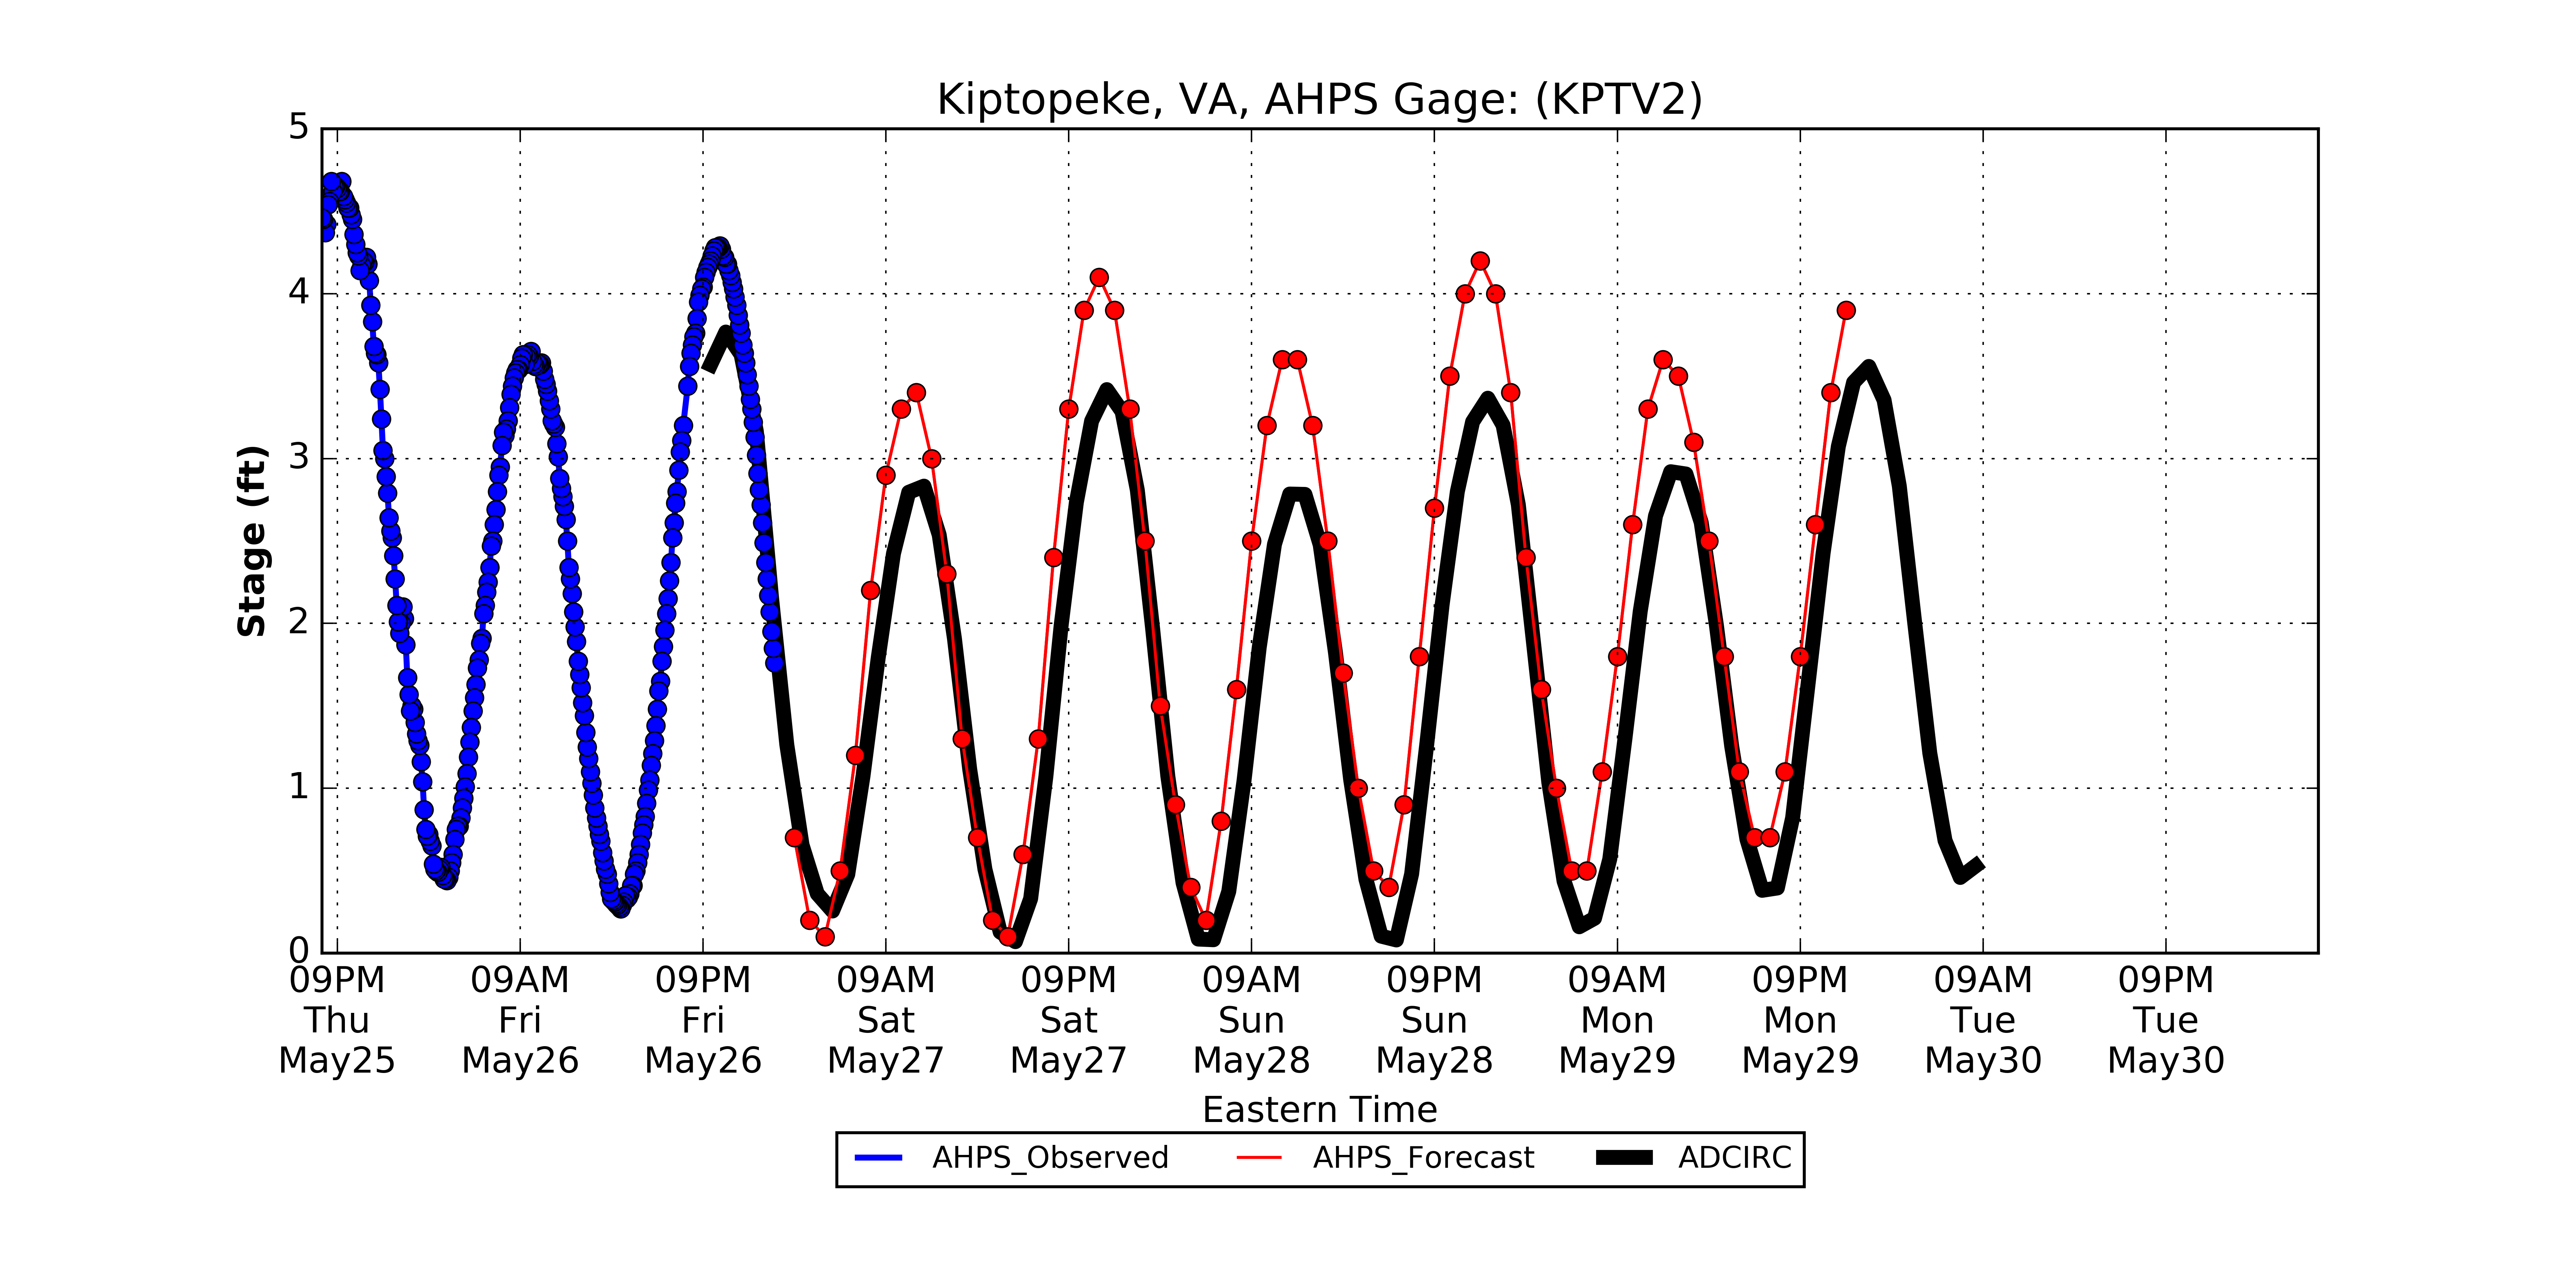 Kiptopeke, VA, AHPS Gage: (KPTV2)
5
4
3
2
1
0
Stage (ft)
09PM 09AM 09PM 09AM 09PM 09AM 09PM 09AM 09PM 09AM 09PM
Thu Fri Fri Sat Sat Sun Sun Mon Mon Tue Tue
May25 May26 May26 May27 May27 May28 May28 May29 May29 May30 May30
Eastern Time
AHPS_Observed AHPS_Forecast ADCIRC